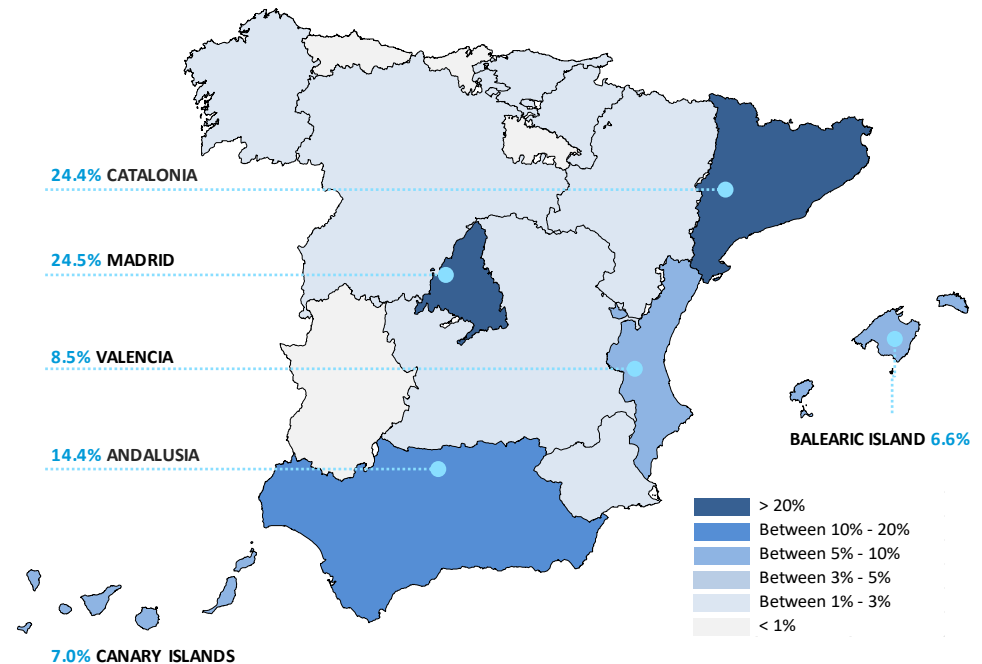 24.4% CATALONIA
24.5% MADRID
8.5% VALENCIA
BALEARIC ISLAND 6.6%
14.4% ANDALUSIA
> 20%
Between 10% - 20%
Between 5% - 10%
Between 3% - 5%
Between 1% - 3%
< 1%
7.0% CANARY ISLANDS